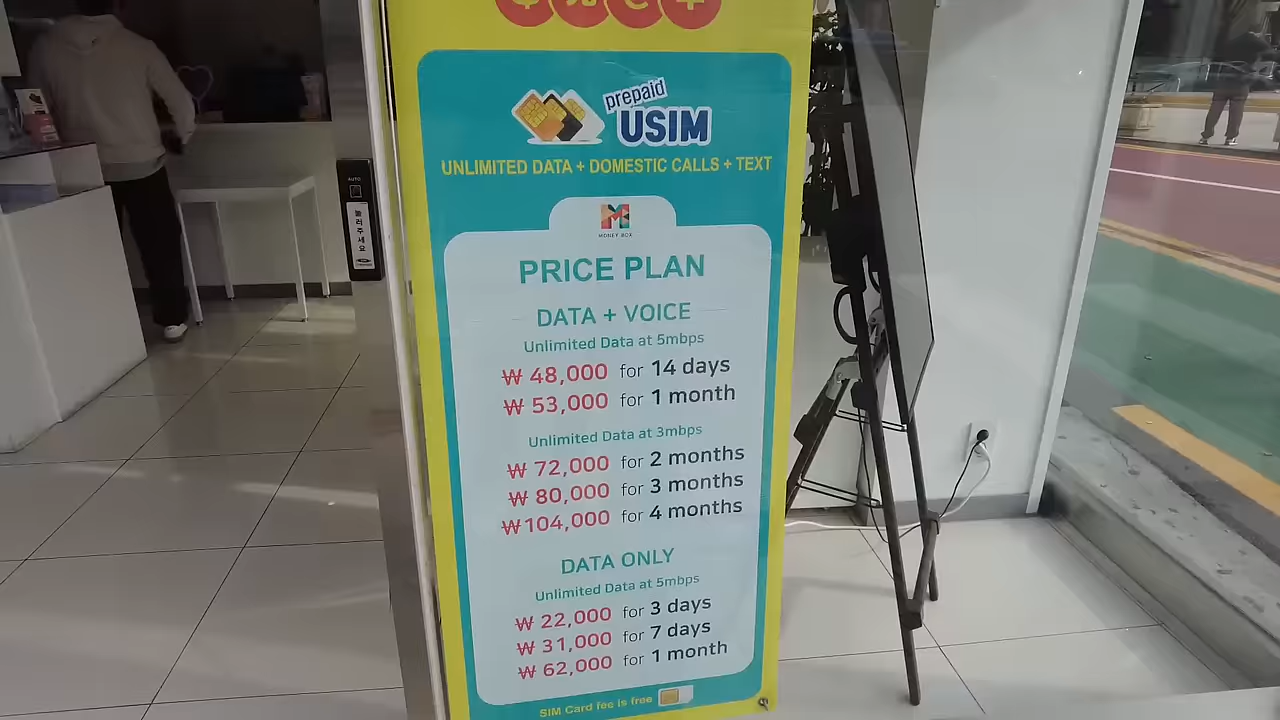 prepaid
USIM
UNLIMITED DATA + DOMESTIC CALLS + TEXT
MONEY BOX
PRICE PLAN
DATA + VOICE
Unlimited Data at 5mbps
₩ 48,000 for 14 days
₩ 53,000 for 1 month
Unlimited Data at 3mbps
₩ 72,000 for 2 months
₩ 80,000 for 3 months
₩ 104,000 for 4 months
DATA ONLY
Unlimited Data at 5mbps
₩ 22,000 for 3 days
₩ 31,000 for 7 days
₩ 62,000 for 1 month
SIM Card fee is free
AUTO
눌러주세요